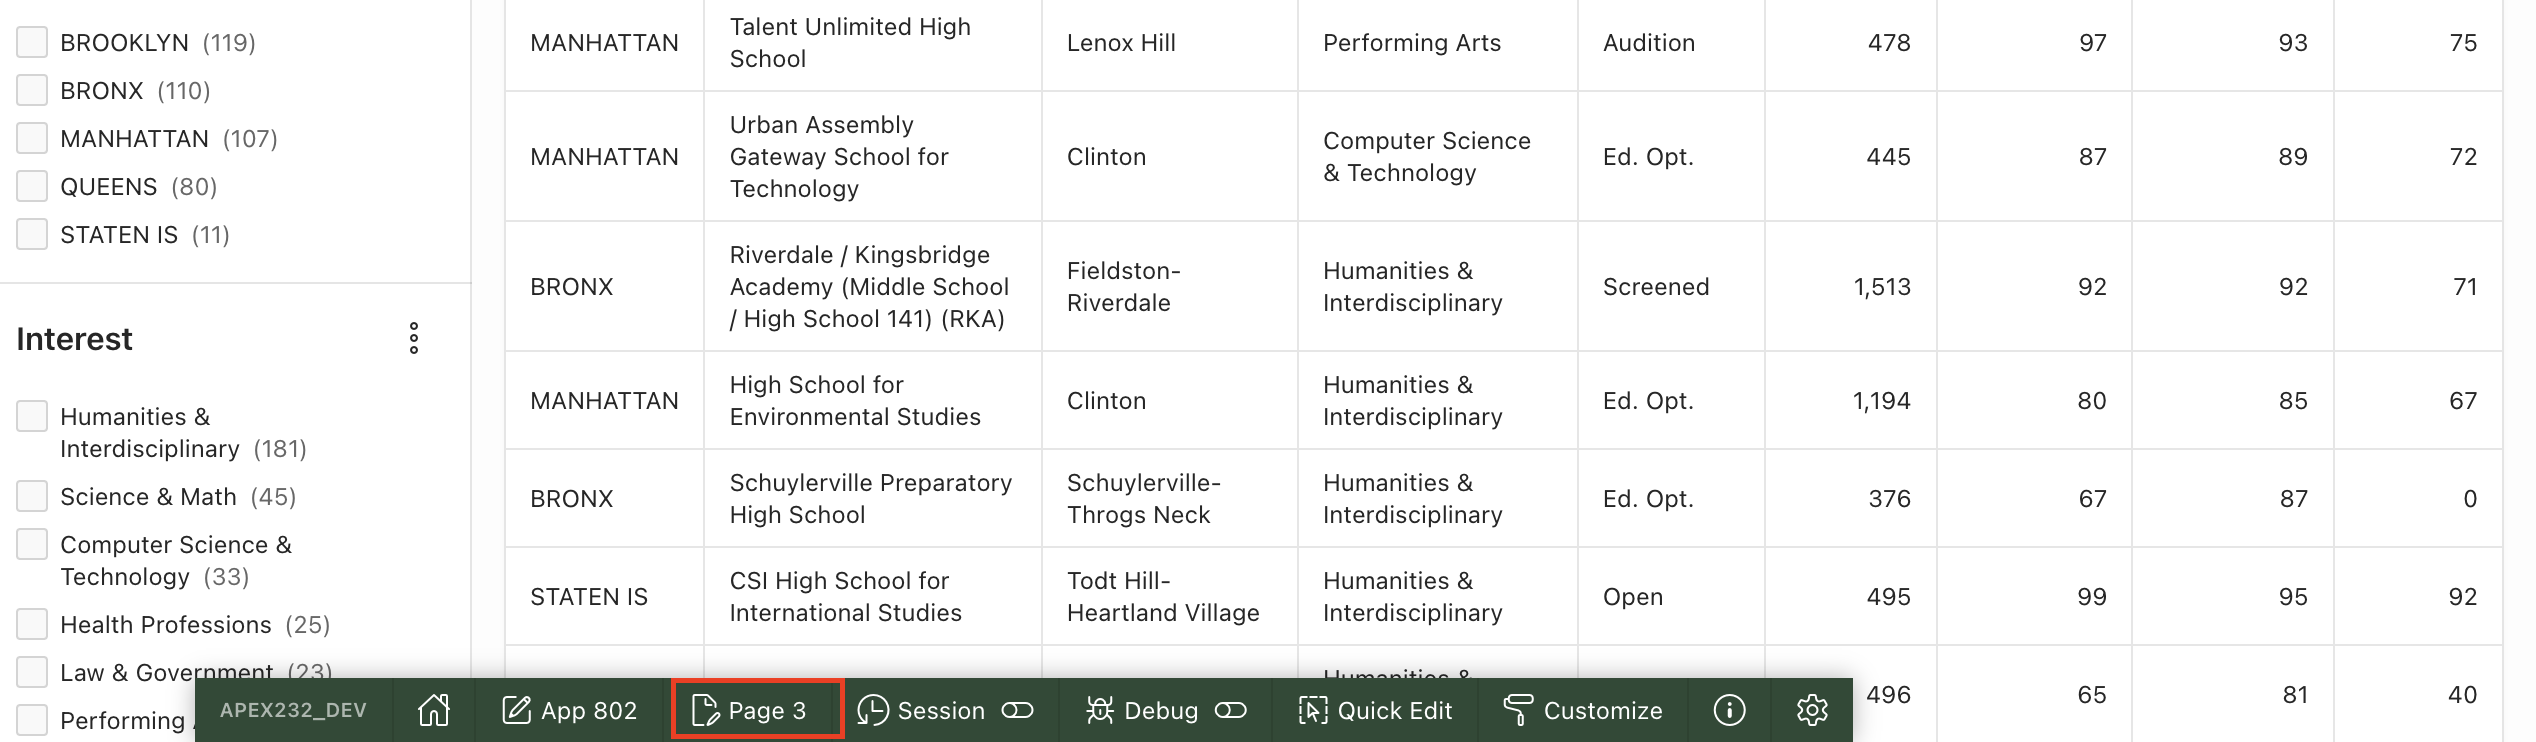 BROOKLYN (119)
BRONX (110)
MANHATTAN (107)
QUEENS (80)
STATEN IS (11)
Interest
Humanities &
Interdisciplinary (181)
Science & Math (45)
Computer Science &
Technology (33)
Health Professions (25)
Law & Government (23)
Performing
MANHATTAN
Talent Unlimited High
School
Lenox Hill
Performing Arts
Audition
478
97
93
75
MANHATTAN
Urban Assembly
Gateway School for
Technology
Clinton
Computer Science
& Technology
Ed. Opt.
445
87
89
72
BRONX
Riverdale / Kingsbridge
Academy (Middle School
/ High School 141) (RKA)
Fieldston-
Riverdale
Humanities &
Interdisciplinary
Screened
1,513
92
92
71
MANHATTAN
High School for
Environmental Studies
Clinton
Humanities &
Interdisciplinary
Ed. Opt.
1,194
80
85
67
BRONX
Schuylerville Preparatory
High School
Schuylerville-
Throgs Neck
Humanities &
Interdisciplinary
Ed. Opt.
376
67
87
0
STATEN IS
CSI High School for
International Studies
Todt Hill-
Heartland Village
Humanities &
Interdisciplinary
Open
495
99
95
92
Humanities &
496
65
81
40
APEX232_DEV
App 802
Page 3
Session
Debug
Quick Edit
Customize